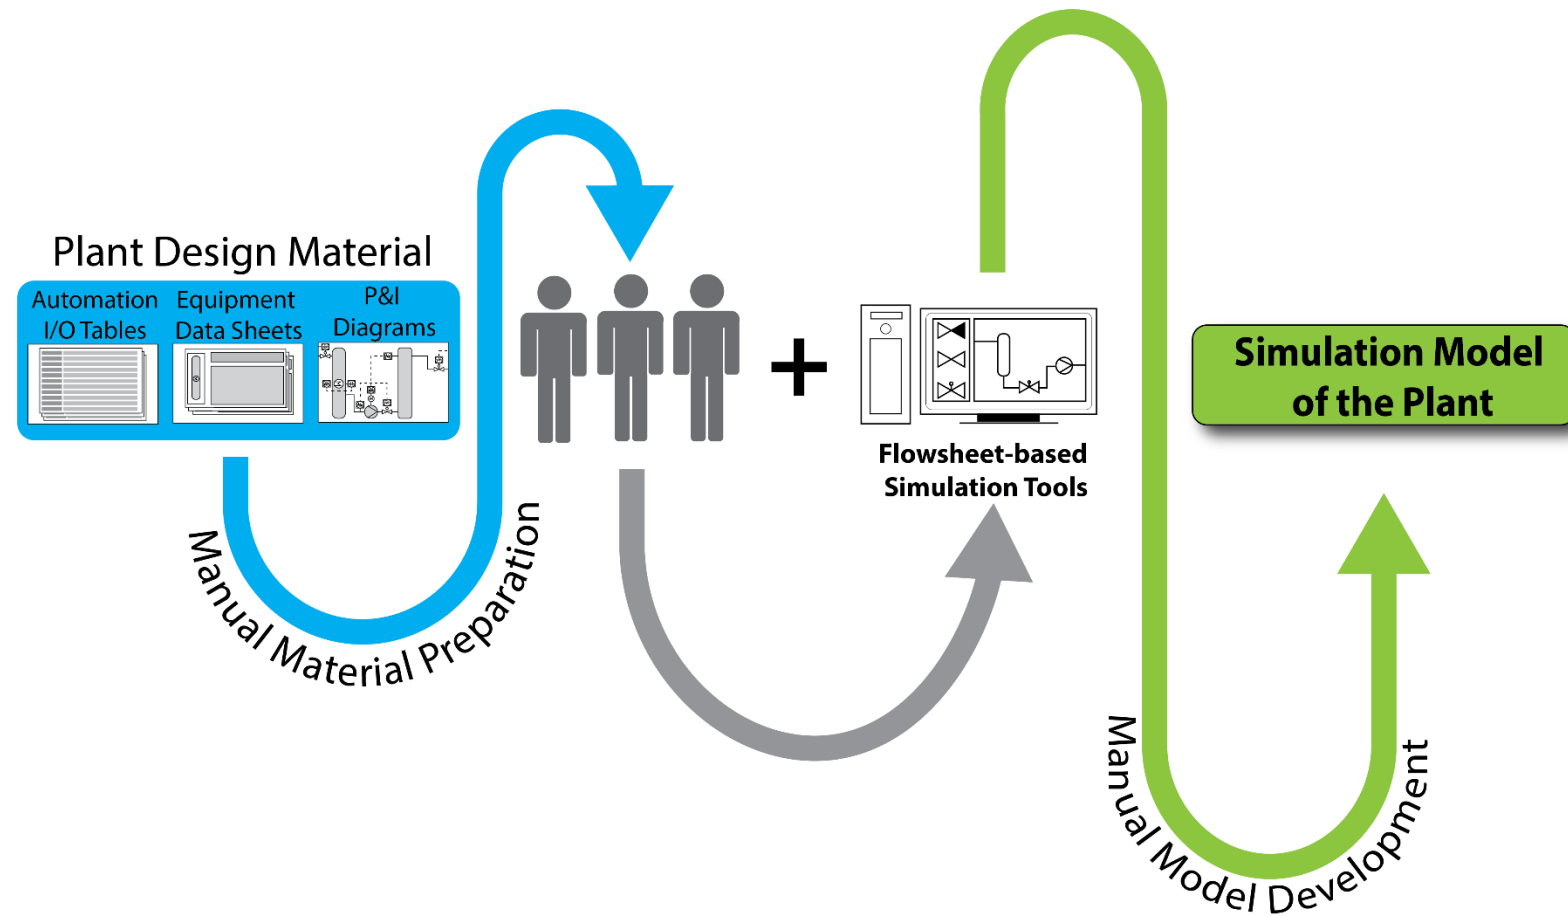 Plant Design Material
Automation
I/O Tables
Equipment
Data Sheets
P&I
Diagrams
Manual Material Preparation
+
Flowsheet-based
Simulation Tools
Manual Model Development
Simulation Model
of the Plant